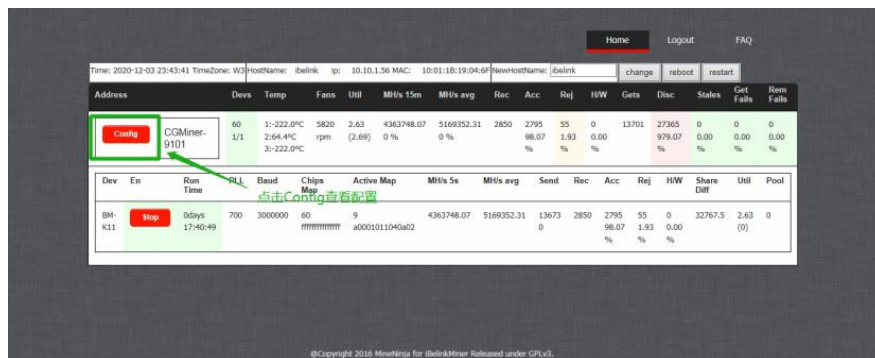 Home Logout FAQ
Time: 2020-12-03 23:43:41 TimeZone: W3 HostName: ibelink ip: 10.10.1.56 MAC: 10:01:1B:19:04:6F NewHostName: ibelink change reboot restart
Address Devs Temp Fans Util MH/s 15m MH/s avg Rec Acc Rej H/W Gets Disc Stales Get Fails Rem Fails
Config CGMiner-9101 60 1/1 1:-222.0ºC 2:64.4ºC 3:-222.0ºC 5820 rpm 2.63 (2.69) 4363748.07 0 % 5169352.31 0 % 2850 2795 98.07 % 55 1.93 % 0 0.00 % 13701 27365 979.07 % 0 0.00 % 0 0.00 % 0 0.00 %
Dev En Run Time PLL Baud Chips Map Active Map MH/s 5s MH/s avg Send Rec Acc Rej H/W Share Diff Util Pool
点击Config查看配置
BM-K11 Stop 0days 17:40:49 700 3000000 60 ffffffffffffffff 9 a0001011040a02 4363748.07 5169352.31 13673 0 2850 2795 98.07 % 55 1.93 % 0 0.00 % 32767.5 2.63 (0) 0
@Copyright 2016 MineNinja for iBelinkMiner Released under GPLv3.